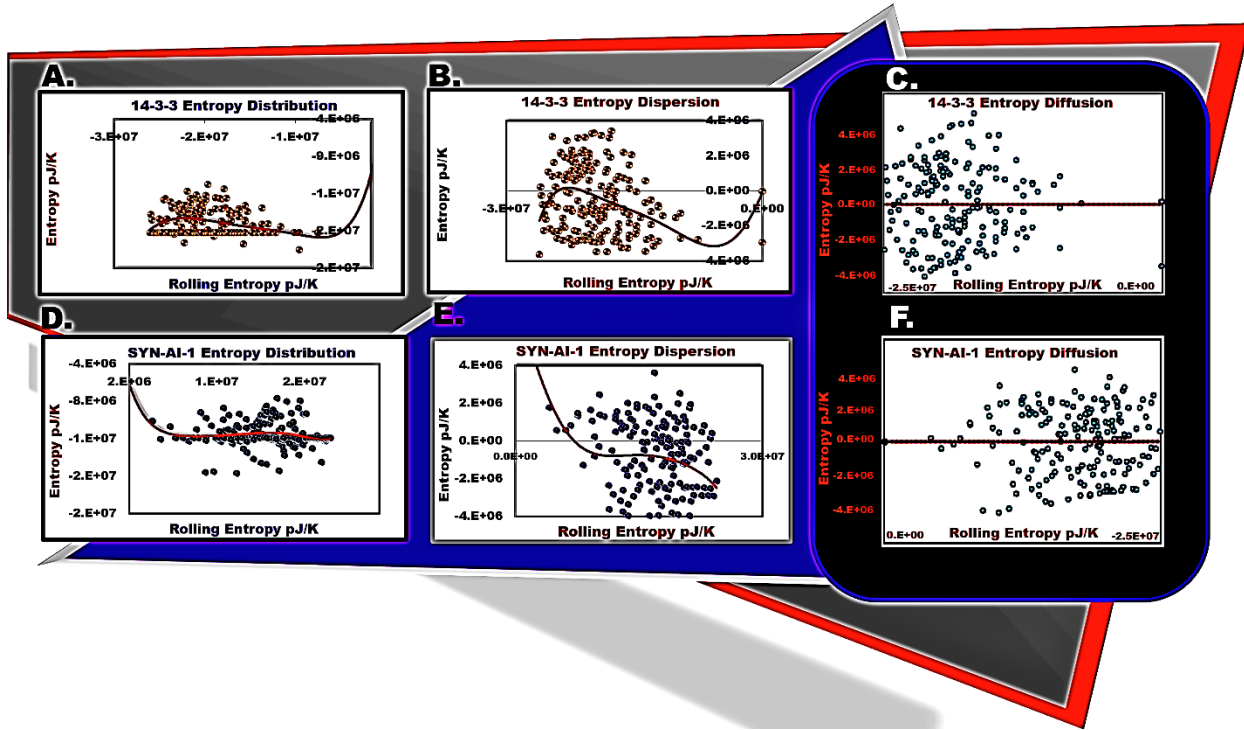 A.
14-3-3 Entropy Distribution
-3.E+07
-2.E+07
-1.E+07
-4.E+06
-9.E+06
-1.E+07
-2.E+07
-2.E+07
Entropy pJ/K
Rolling Entropy pJ/K
B.
14-3-3 Entropy Dispersion
4.E+06
2.E+06
0.E+00
-2.E+06
-4.E+06
-3.E+07
0.E+00
Entropy pJ/K
Rolling Entropy pJ/K
C.
14-3-3 Entropy Diffusion
4.E+06
2.E+06
0.E+00
-2.E+06
-4.E+06
Entropy pJ/K
-2.5E+07
Rolling Entropy pJ/K
0.E+00
D.
SYN-AI-1 Entropy Distribution
-4.E+06
-8.E+06
-1.E+07
-2.E+07
-2.E+07
2.E+06
1.E+07
2.E+07
Entropy pJ/K
Rolling Entropy pJ/K
E.
SYN-AI-1 Entropy Dispersion
4.E+06
2.E+06
0.E+00
-2.E+06
-4.E+06
0.E+00
3.E+07
Entropy pJ/K
Rolling Entropy pJ/K
F.
SYN-AI-1 Entropy Diffusion
4.E+06
2.E+06
0.E+00
-2.E+06
-4.E+06
Entropy pJ/K
0.E+00
Rolling Entropy pJ/K
-2.5E+07